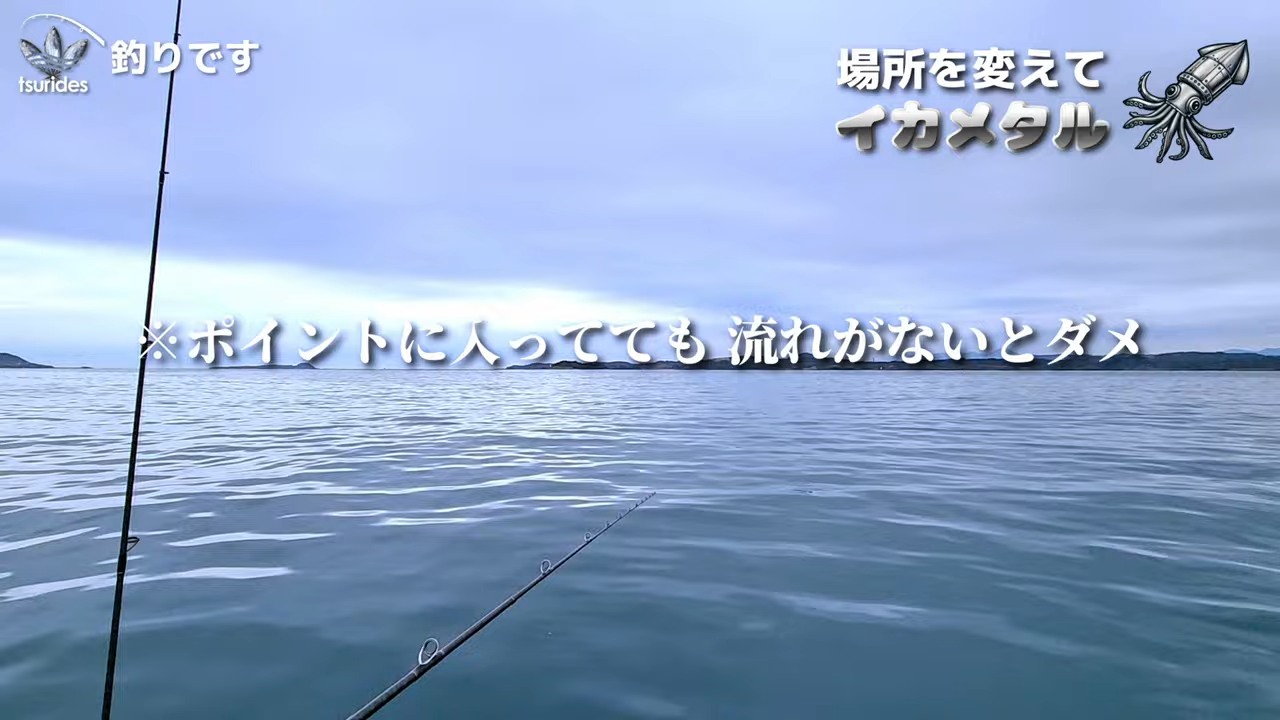 釣りです
tsurides
場所を変えて
イカメタル
※ポイントに入ってても 流れがないとダメ